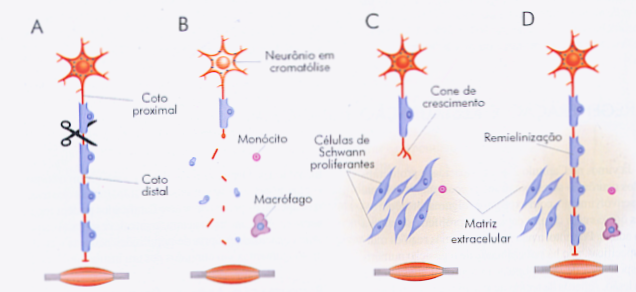 A
B
C
D
Coto
proximal
Coto
distal
Neurônio em
cromatólise
Monócito
Macrófago
Cone de
crescimento
Células de
Schwann
proliferantes
Matriz
extracelular
Remielinização